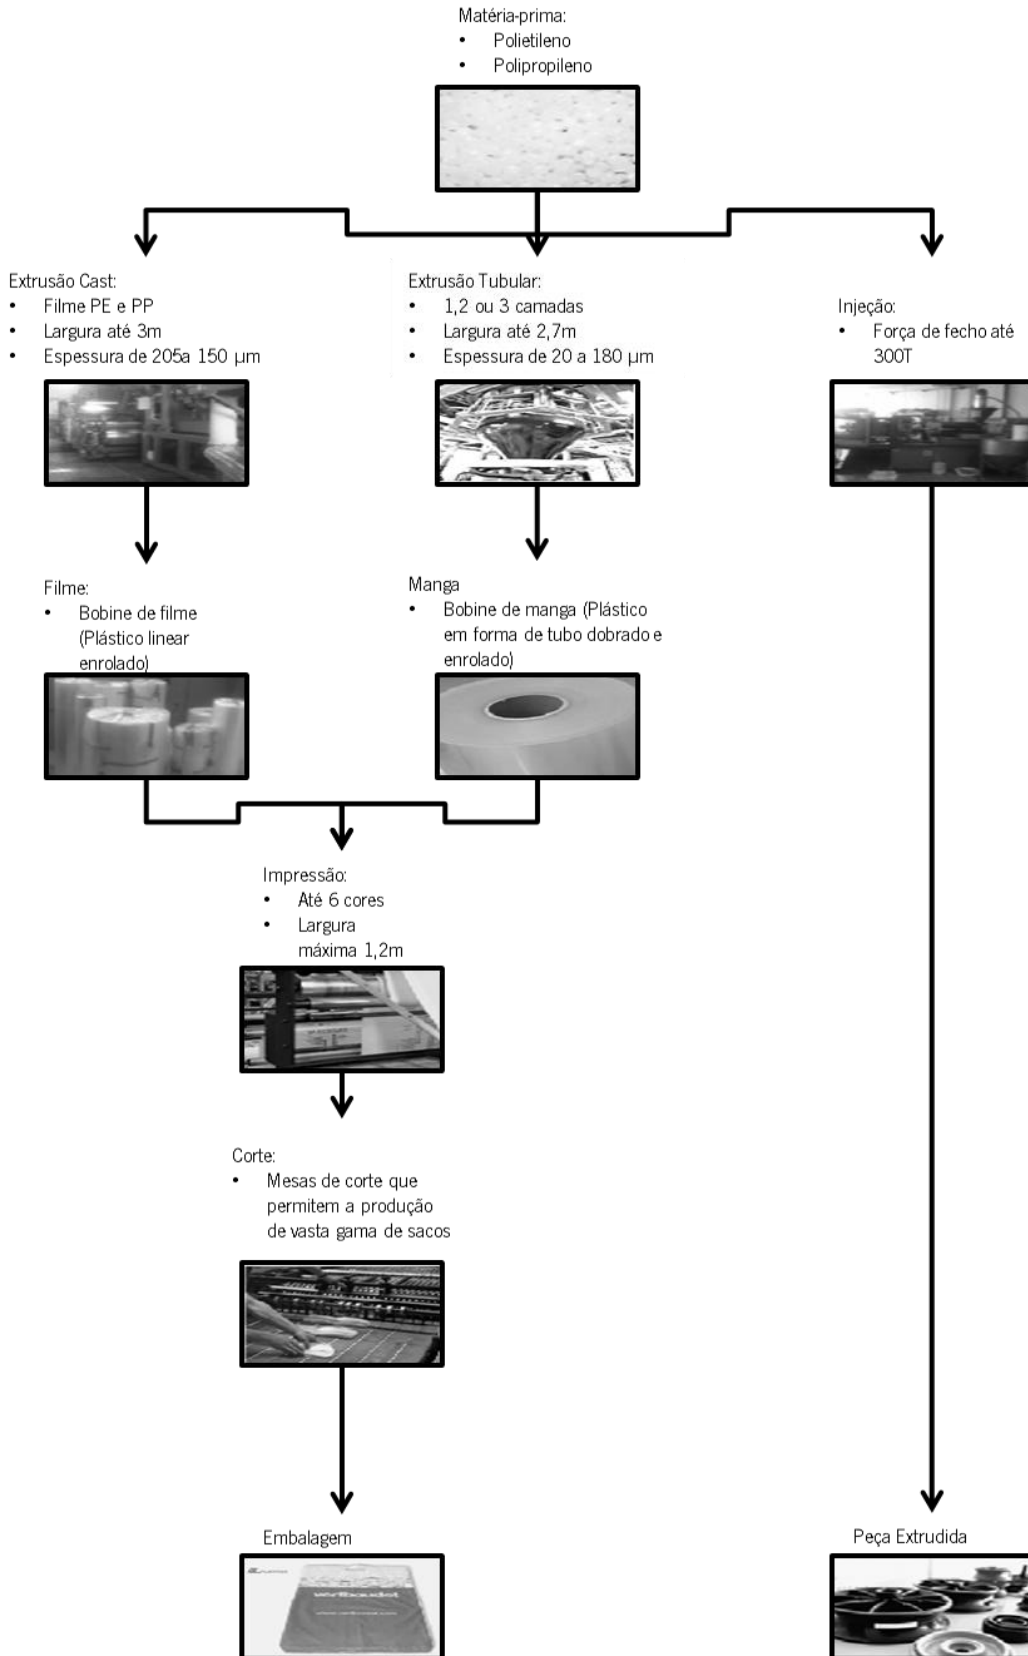 Matéria-prima:
• Polietileno
• Polipropileno
Extrusão Cast:
• Filme PE e PP
• Largura até 3m
• Espessura de 205a 150 µm
Extrusão Tubular:
• 1,2 ou 3 camadas
• Largura até 2,7m
• Espessura de 20 a 180 µm
Injeção:
• Força de fecho até
300T
Filme:
• Bobine de filme
(Plástico linear
enrolado)
Manga
• Bobine de manga (Plástico
em forma de tubo dobrado e
enrolado)
Impressão:
• Até 6 cores
• Largura
máxima 1,2m
Corte:
• Mesas de corte que
permitem a produção
de vasta gama de sacos
Embalagem
Peça Extrudida
vertbaudet